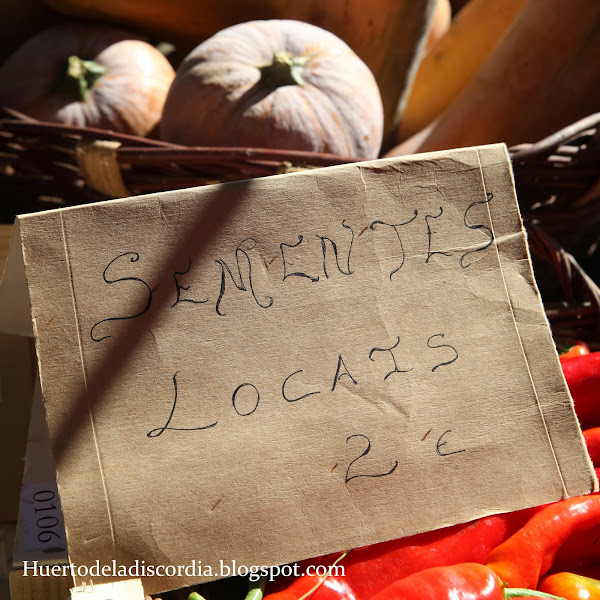 SEMENTES
LOCAIS
2 €
0106
Huertodeladiscordia.blogspot.com